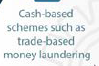 Cash-based
schemes such as
trade-based
money laundering